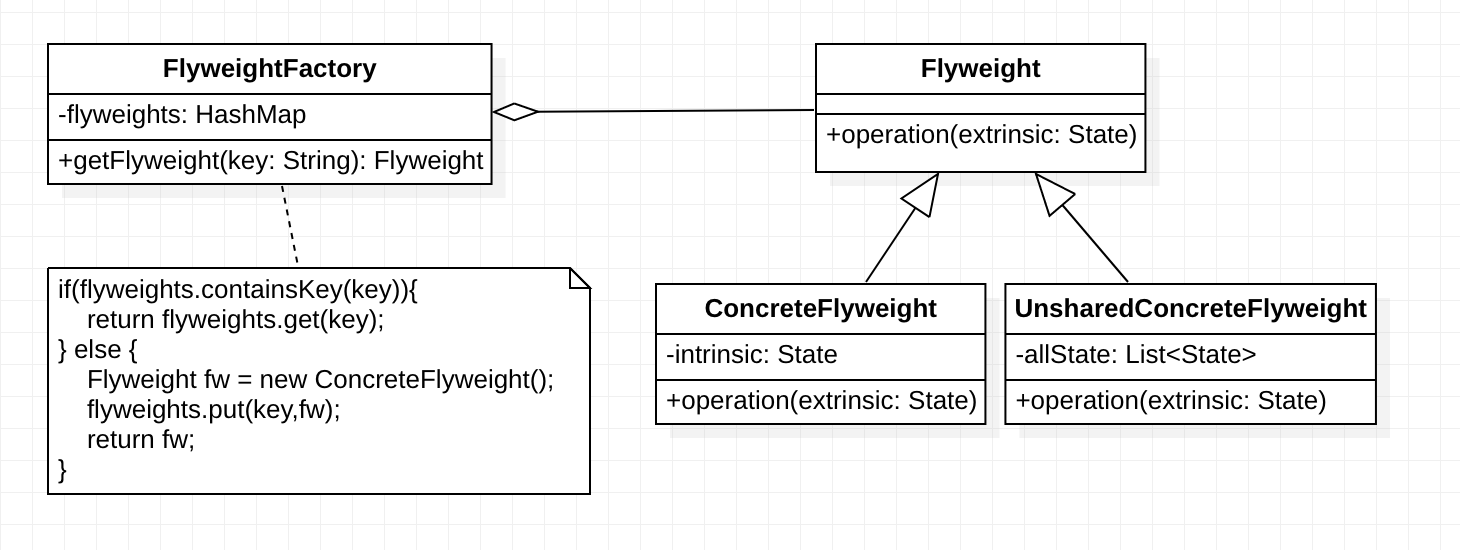 FlyweightFactory
-flyweights: HashMap
+getFlyweight(key: String): Flyweight
Flyweight
+operation(extrinsic: State)
if(flyweights.containsKey(key)){
return flyweights.get(key);
} else {
Flyweight fw = new ConcreteFlyweight();
flyweights.put(key,fw);
return fw;
}
ConcreteFlyweight
-intrinsic: State
+operation(extrinsic: State)
UnsharedConcreteFlyweight
-allState: List<State>
+operation(extrinsic: State)